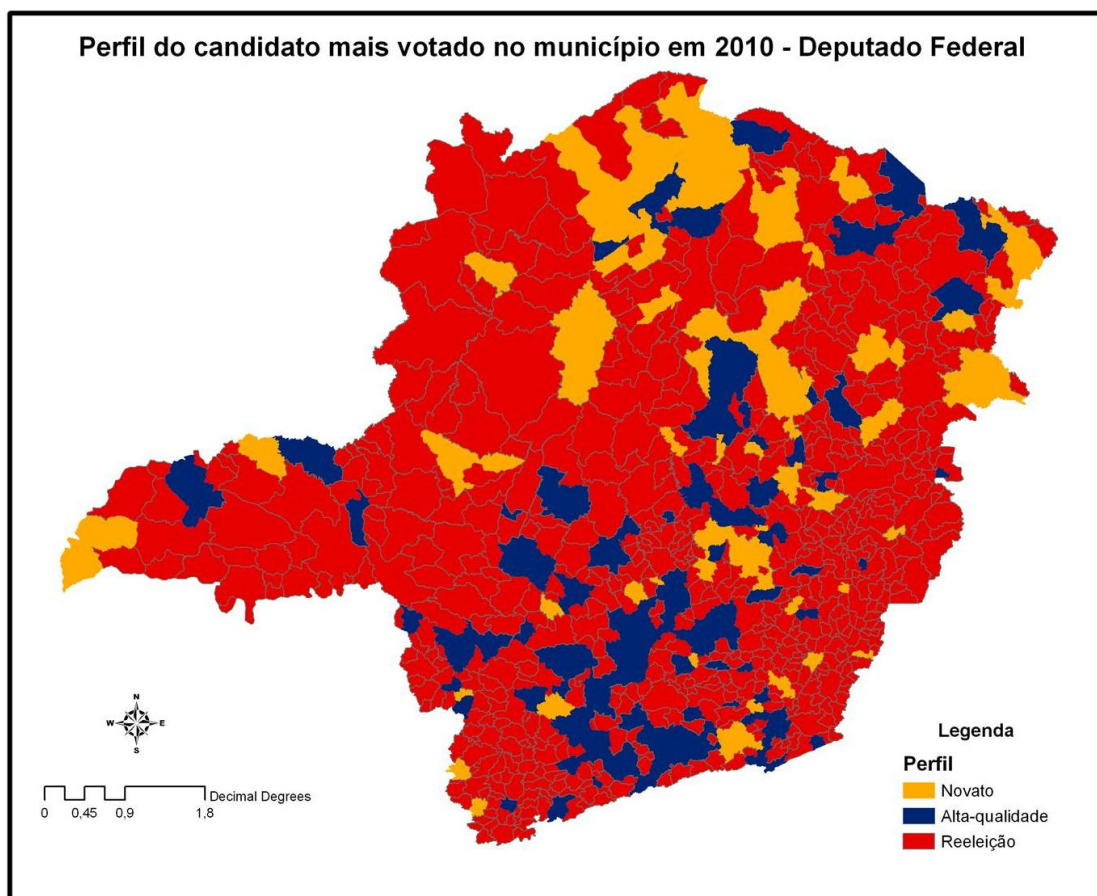 Perfil do candidato mais votado no município em 2010 - Deputado Federal
N
W E
S
Decimal Degrees
0 0,45 0,9 1,8
Legenda
Perfil
Novato
Alta-qualidade
Reeleição